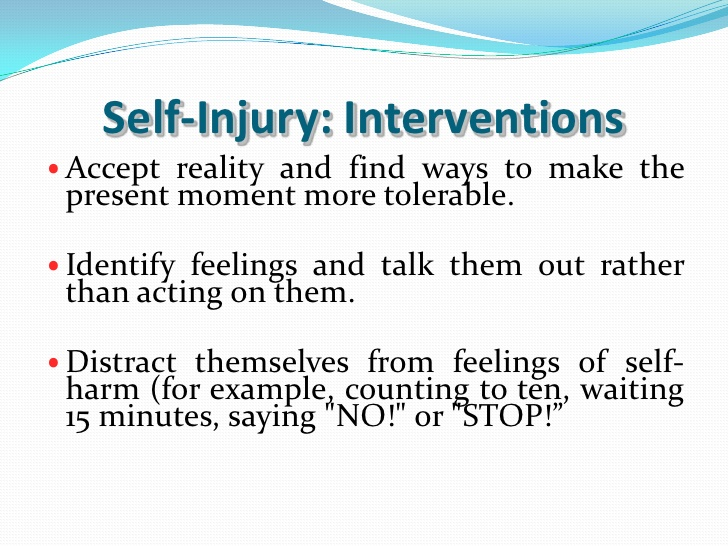 Self-Injury: Interventions
• Accept reality and find ways to make the
present moment more tolerable.
• Identify feelings and talk them out rather
than acting on them.
• Distract themselves from feelings of self-
harm (for example, counting to ten, waiting
15 minutes, saying "NO!" or "STOP!”